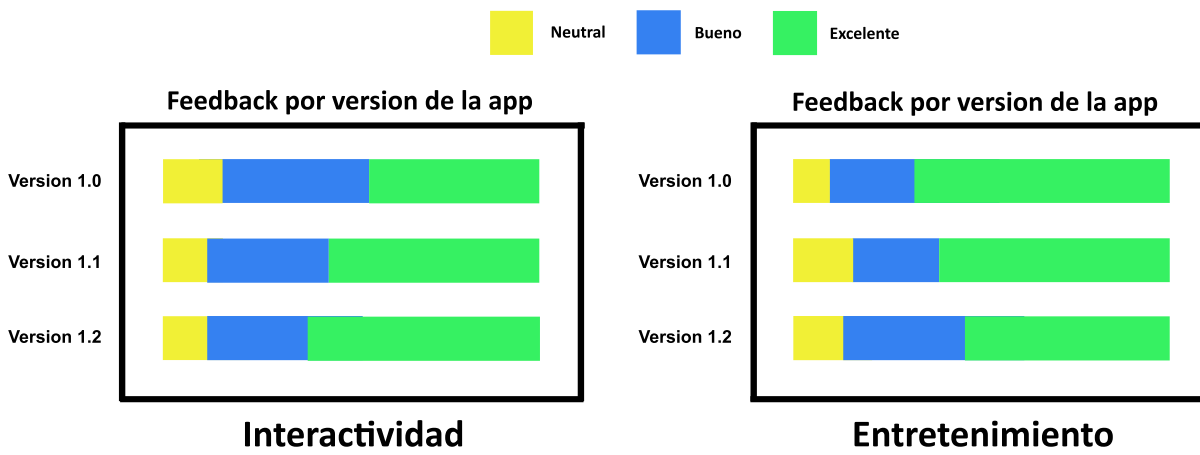 Neutral
Bueno
Excelente
Feedback por version de la app
Version 1.0
Version 1.1
Version 1.2
Interactividad
Feedback por version de la app
Version 1.0
Version 1.1
Version 1.2
Entretenimiento